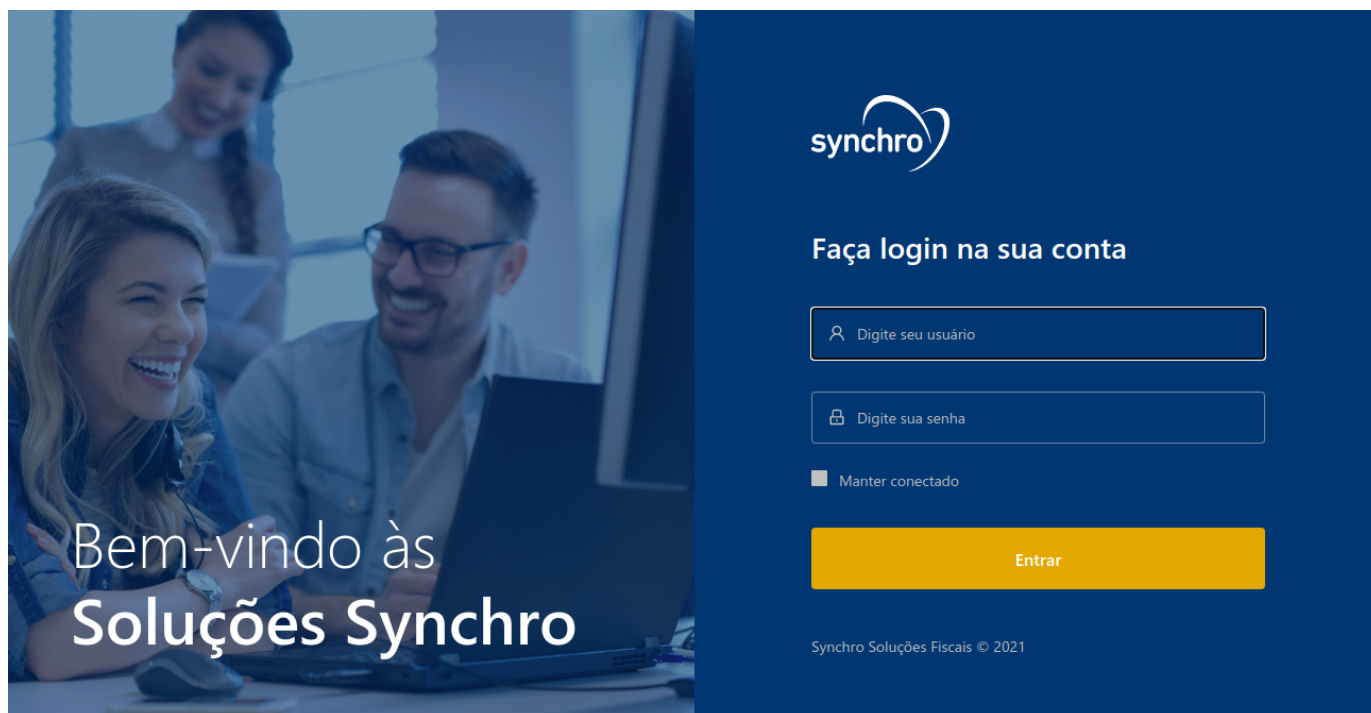 Bem-vindo às
Soluções Synchro
synchro
Faça login na sua conta
Digite seu usuário
Digite sua senha
Manter conectado
Entrar
Synchro Soluções Fiscais © 2021